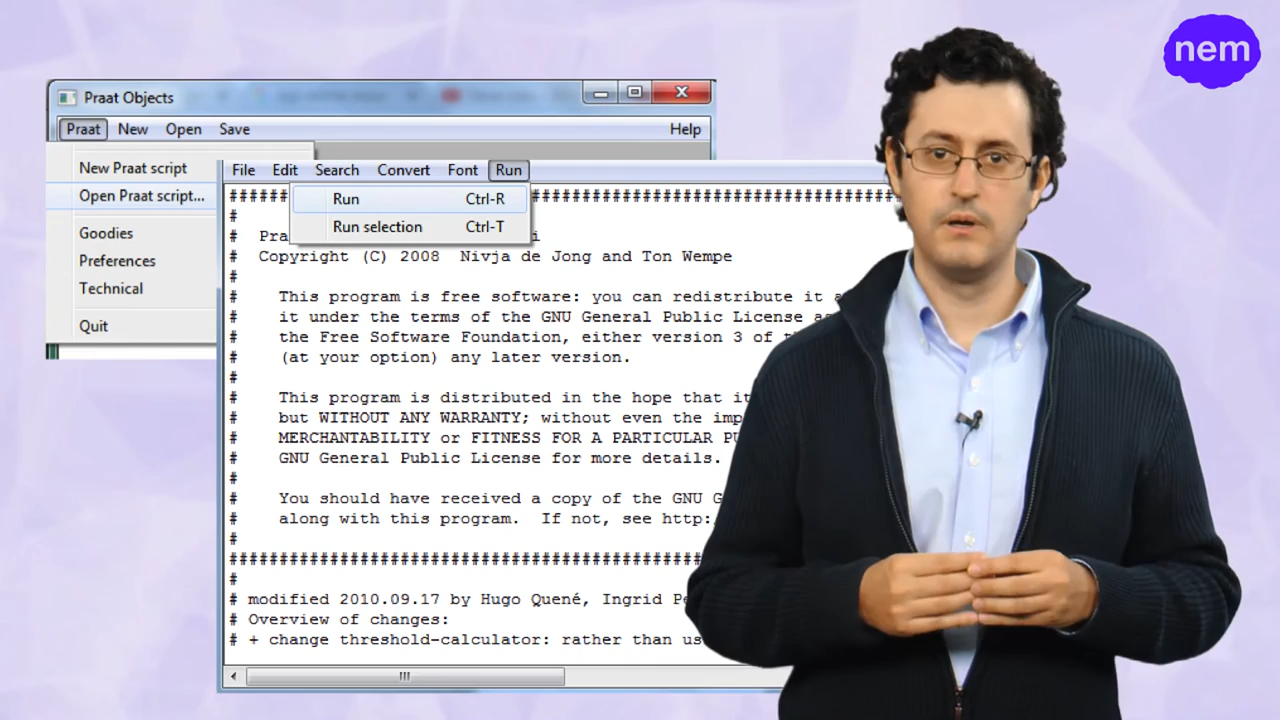 nem
Praat Objects
Praat New Open Save Help
New Praat script
Open Praat script...
Goodies
Preferences
Technical
Quit
File Edit Search Convert Font Run
Run Ctrl-R
Run selection Ctrl-T
###########################################################
#
# Pra i
# Copyright (C) 2008 Nivja de Jong and Ton Wempe
#
# This program is free software: you can redistribute it
# it under the terms of the GNU General Public License as
# the Free Software Foundation, either version 3 of
# (at your option) any later version.
#
# This program is distributed in the hope that it
# but WITHOUT ANY WARRANTY; without even the imp
# MERCHANTABILITY or FITNESS FOR A PARTICULAR PU
# GNU General Public License for more details.
#
# You should have received a copy of the GNU G
# along with this program. If not, see http:
#
###############################################
#
# modified 2010.09.17 by Hugo Quené, Ingrid Pe
# Overview of changes:
# + change threshold-calculator: rather than us